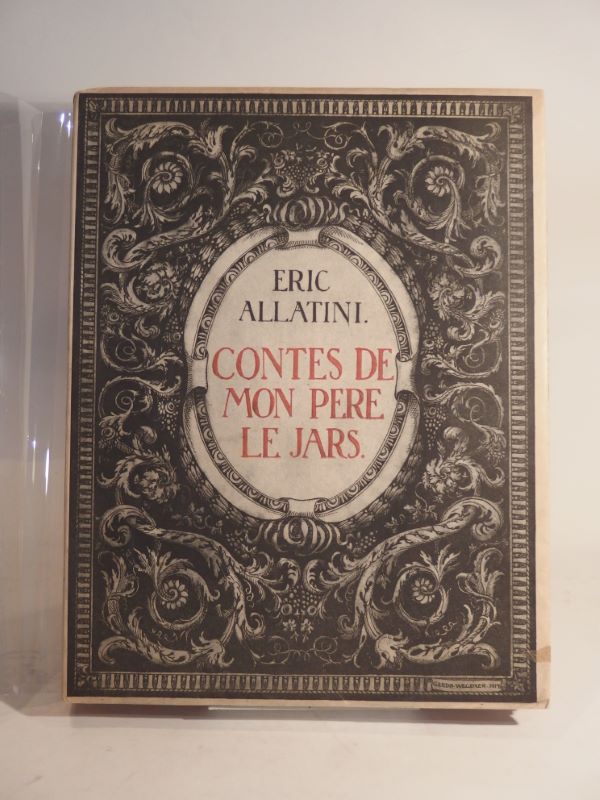 ERIC
ALLATINI.
CONTES DE
MON PERE
LE JARS.